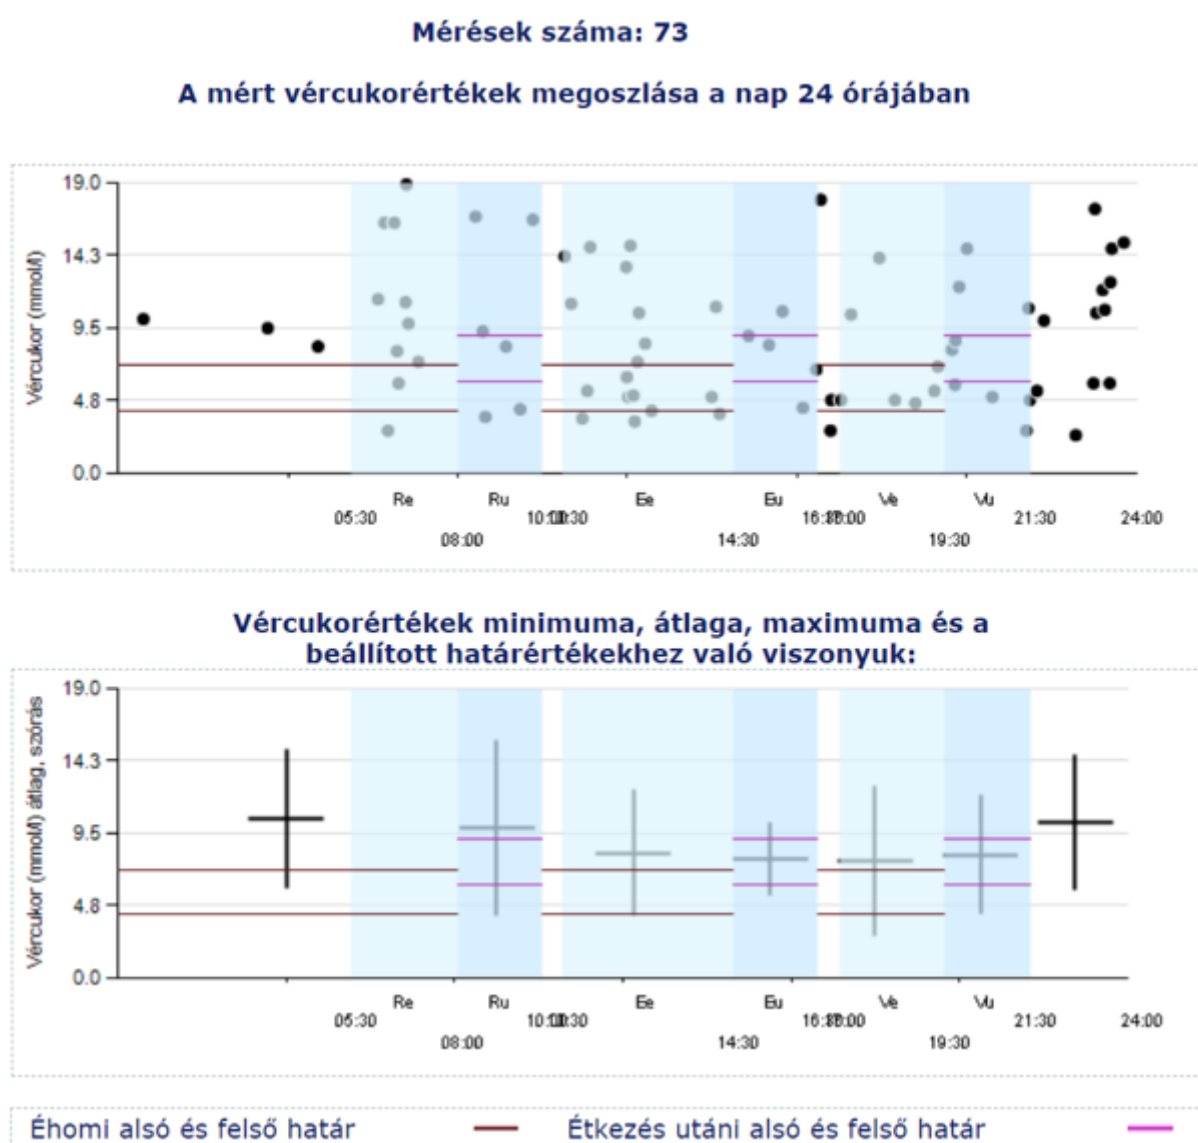 Mérések száma: 73
A mért vércukorértékek megoszlása a nap 24 órájában
Vércukor (mmol/l)
19.0
14.3
9.5
4.8
0.0
Re Ru Ee Eu Ve Vu
05:30 21:30 24:00
08:00 14:30 19:30
Vércukorértékek minimuma, átlaga, maximuma és a
beállított határértékekhez való viszonyuk:
Vércukor (mmol/l) átlag, szórás
19.0
14.3
9.5
4.8
0.0
Re Ru Ee Eu Ve Vu
05:30 21:30 24:00
08:00 14:30 19:30
Éhomi alsó és felső határ Étkezés utáni alsó és felső határ